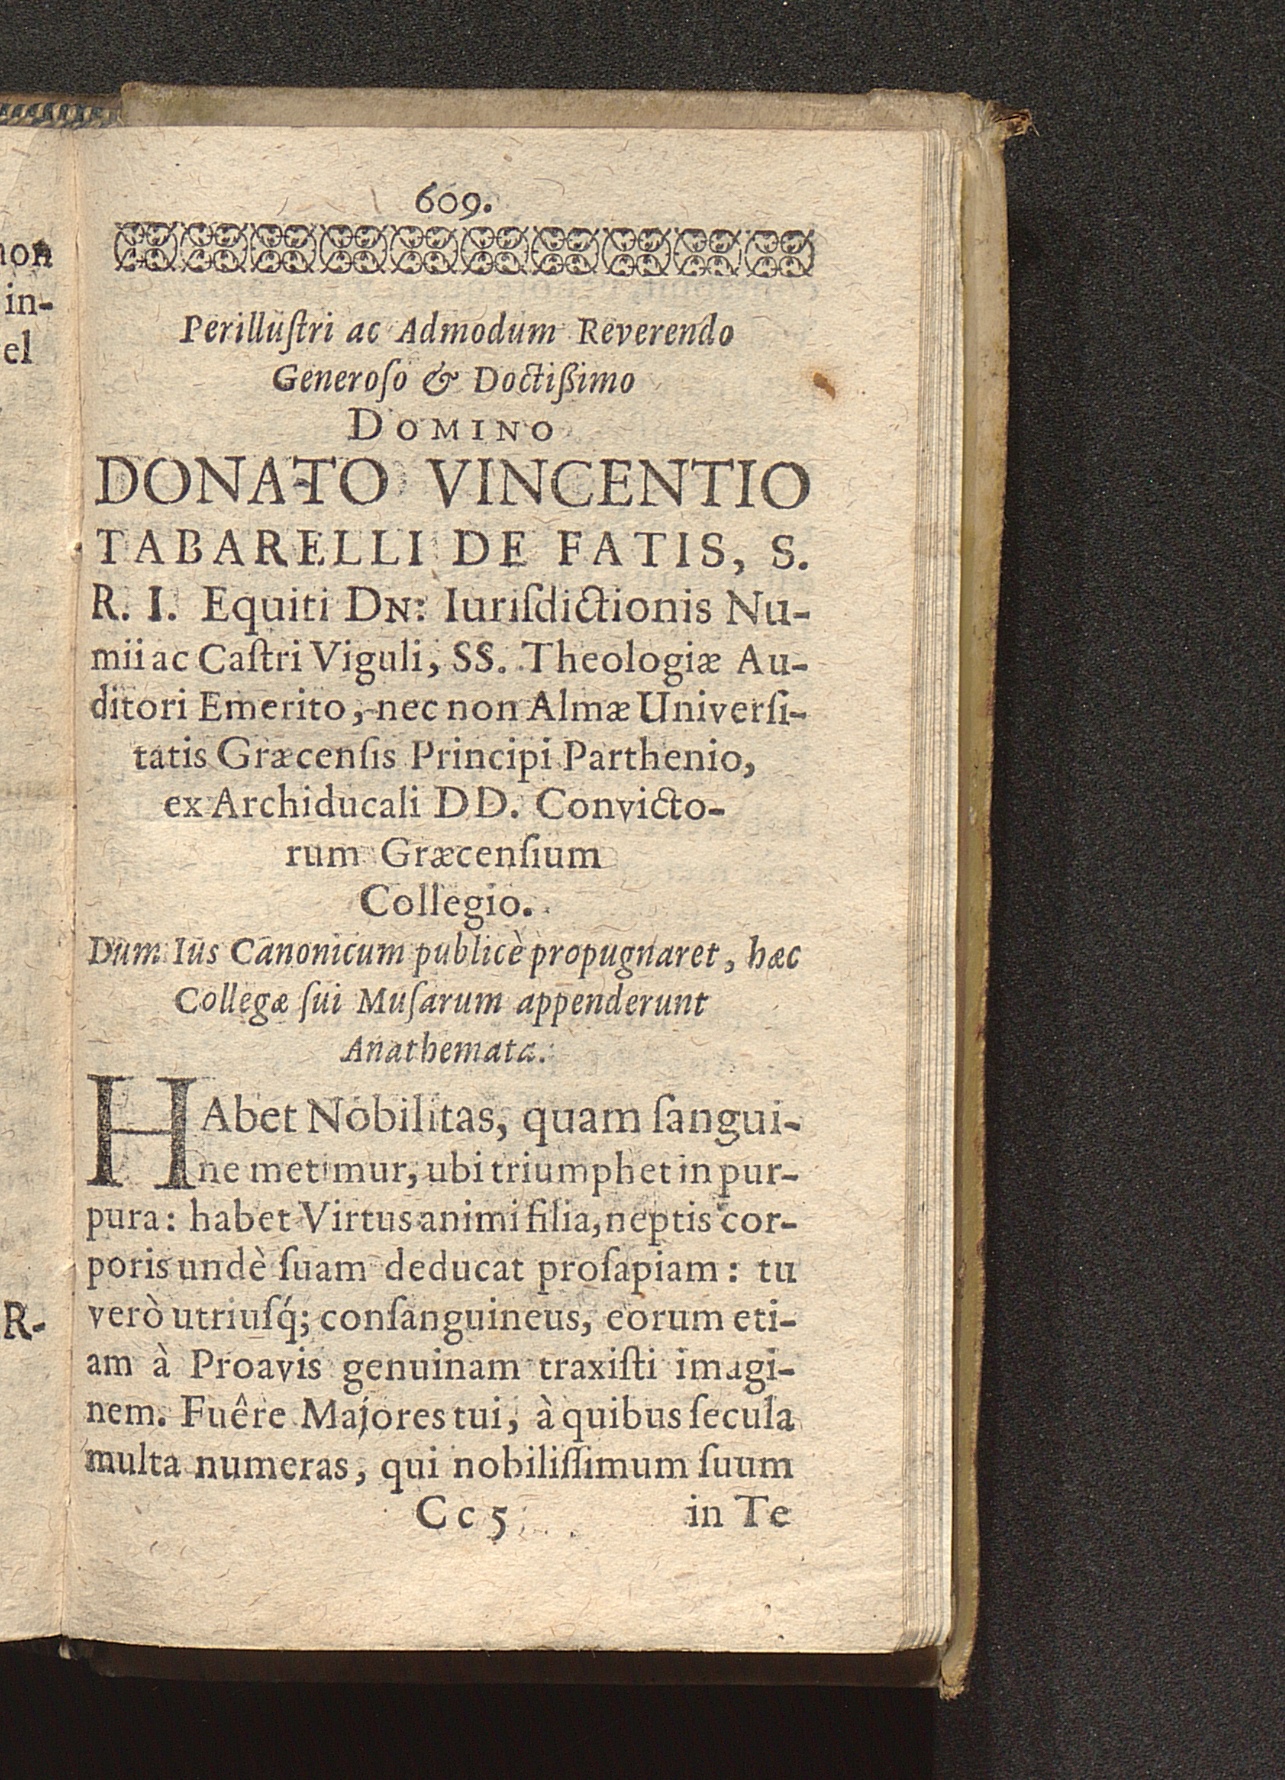 non
in-
el
R-
609.
Perilluſtri ac Admodum Reverendo
Generoſo & Doctißimo
DOMINO
DONATO VINCENTIO
TABARELLI DE FATIS, S.
R. I. Equiti DN: Iuriſdictionis Nu-
mii ac Caſtri Viguli, SS. Theologiæ Au-
ditori Emerito, nec non Almæ Univerſi-
tatis Græcenſis Principi Parthenio,
ex Archiducali DD. Convicto-
rum Græcenſium
Collegio.
Dum Ius Canonicum publicè propugnaret, hæc
Collegæ ſui Muſarum appenderunt
Anathemata.
HAbet Nobilitas, quam ſangui-
ne metimur, ubi triumphet in pur-
pura: habet Virtus animi filia, neptis cor-
poris undè ſuam deducat proſapiam: tu
verò utriuſq́; conſanguineus, eorum eti-
am à Proavis genuinam traxiſti imagi-
nem. Fuêre Majores tui, à quibus ſecula
multa numeras, qui nobiliſſimum ſuum
Cc 5 in Te